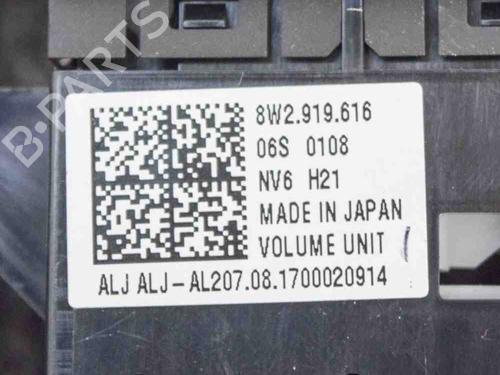 B-PARTS
8W2.919.616
06S 0108
NV6 H21
MADE IN JAPAN
VOLUME UNIT
ALJ ALJ-AL207.08.1700020914